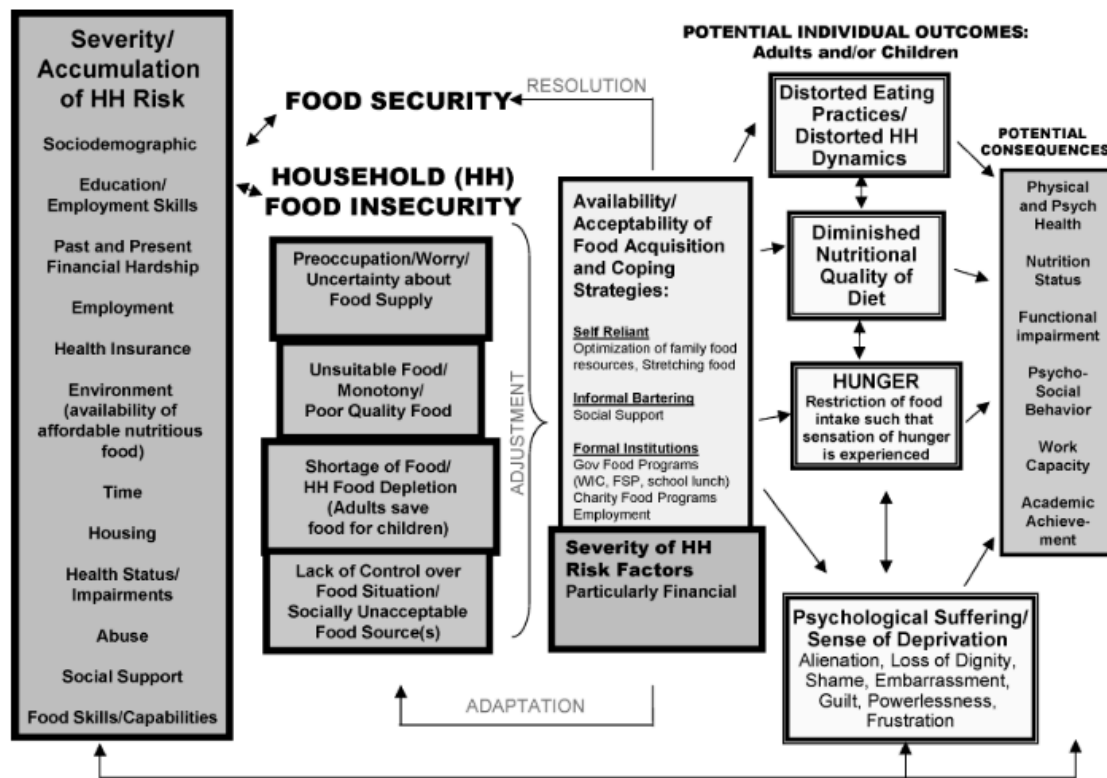 Severity/
Accumulation
of HH Risk
Sociodemographic
Education/
Employment Skills
Past and Present
Financial Hardship
Employment
Health Insurance
Environment
(availability of
affordable nutritious
food)
Time
Housing
Health Status/
Impairments
Abuse
Social Support
Food Skills/Capabilities
FOOD SECURITY
RESOLUTION
HOUSEHOLD (HH)
FOOD INSECURITY
Preoccupation/Worry/
Uncertainty about
Food Supply
Unsuitable Food/
Monotony/
Poor Quality Food
Shortage of Food/
HH Food Depletion
(Adults save
food for children)
Lack of Control over
Food Situation/
Socially Unacceptable
Food Source(s)
ADJUSTMENT
ADAPTATION
Availability/
Acceptability of
Food Acquisition
and Coping
Strategies:
Self Reliant
Optimization of family food
resources, Stretching food
Informal Bartering
Social Support
Formal Institutions
Gov Food Programs
(WIC, FSP, school lunch)
Charity Food Programs
Employment
Severity of HH
Risk Factors
Particularly Financial
POTENTIAL INDIVIDUAL OUTCOMES:
Adults and/or Children
Distorted Eating
Practices/
Distorted HH
Dynamics
Diminished
Nutritional
Quality of
Diet
HUNGER
Restriction of food
intake such that
sensation of hunger
is experienced
Psychological Suffering/
Sense of Deprivation
Alienation, Loss of Dignity,
Shame, Embarrassment,
Guilt, Powerlessness,
Frustration
POTENTIAL
CONSEQUENCES
Physical
and Psych
Health
Nutrition
Status
Functional
impairment
Psycho-
Social
Behavior
Work
Capacity
Academic
Achieve-
ment